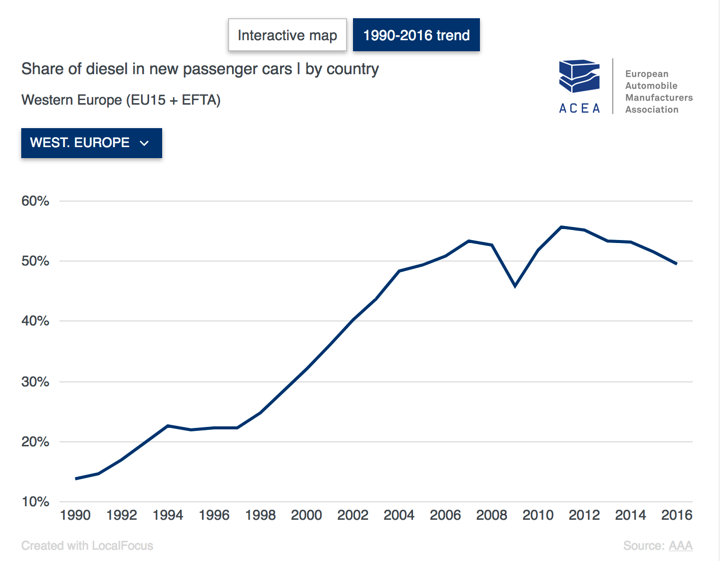 Interactive map
1990-2016 trend
Share of diesel in new passenger cars | by country
Western Europe (EU15 + EFTA)
ACEA
European
Automobile
Manufacturers
Association
WEST. EUROPE
60%
50%
40%
30%
20%
10%
1990 1992 1994 1996 1998 2000 2002 2004 2006 2008 2010 2012 2014 2016
Created with LocalFocus
Source: AAA